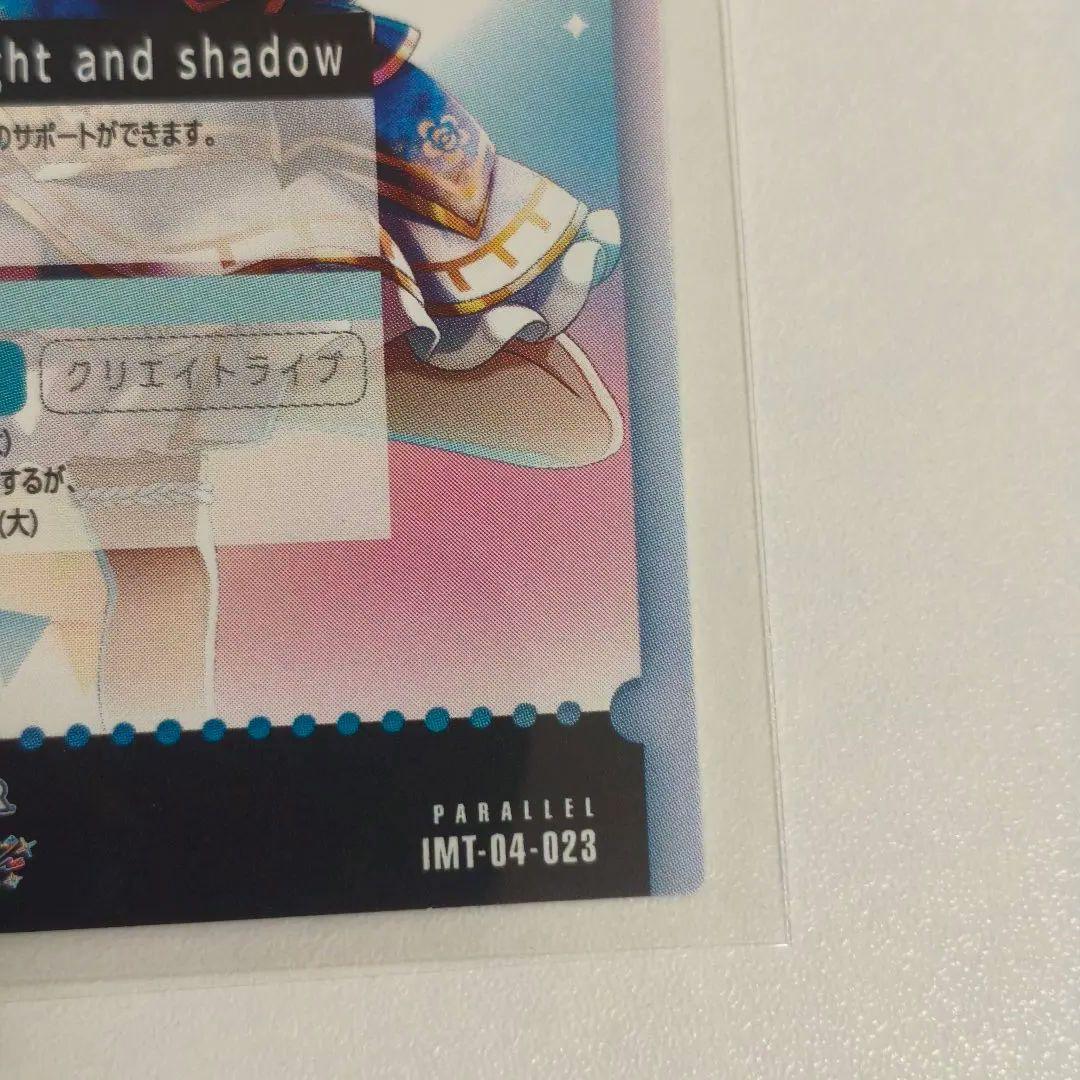 ght and shadow
のサポートができます。
クリエイトライブ
するが、
(大)
R
PARALLEL
IMT-04-023